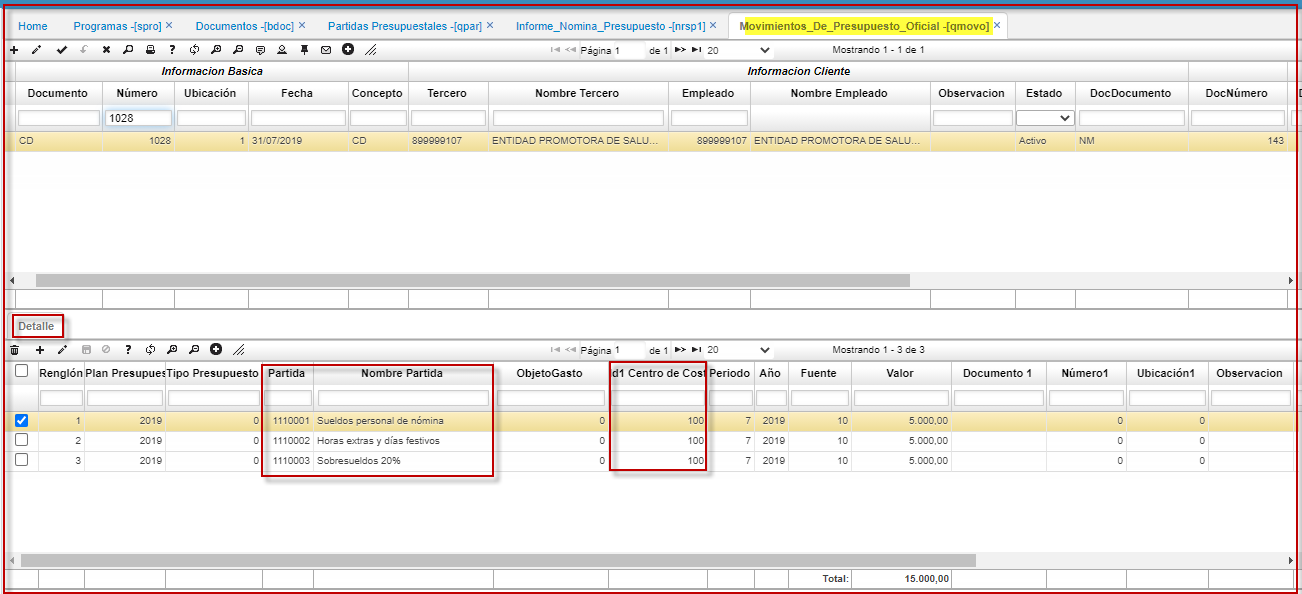 Home Programas -[spro] × Documentos -[bdoc] × Partidas Presupuestales -[qpar] × Informe_Nomina_Presupuesto -[nrsp1] × Movimientos_De_Presupuesto_Oficial -[qmovo] ×
Página 1 de 1 20 Mostrando 1 - 1 de 1
Informacion Basica Informacion Cliente
Documento Número Ubicación Fecha Concepto Tercero Nombre Tercero Empleado Nombre Empleado Observacion Estado DocDocumento DocNúmero
1028
CD 1028 1 31/07/2019 CD 899999107 ENTIDAD PROMOTORA DE SALU... 899999107 ENTIDAD PROMOTORA DE SALU... Activo NM 143
Detalle
Página 1 de 1 20 Mostrando 1 - 3 de 3
Renglón Plan Presupues Tipo Presupuesto Partida Nombre Partida ObjetoGasto d1 Centro de Cost Periodo Año Fuente Valor Documento 1 Número1 Ubicación1 Observacion
1 2019 0 1110001 Sueldos personal de nómina 0 100 7 2019 10 5.000,00 0 0
2 2019 0 1110002 Horas extras y días festivos 0 100 7 2019 10 5.000,00 0 0
3 2019 0 1110003 Sobresueldos 20% 0 100 7 2019 10 5.000,00 0 0
Total: 15.000,00